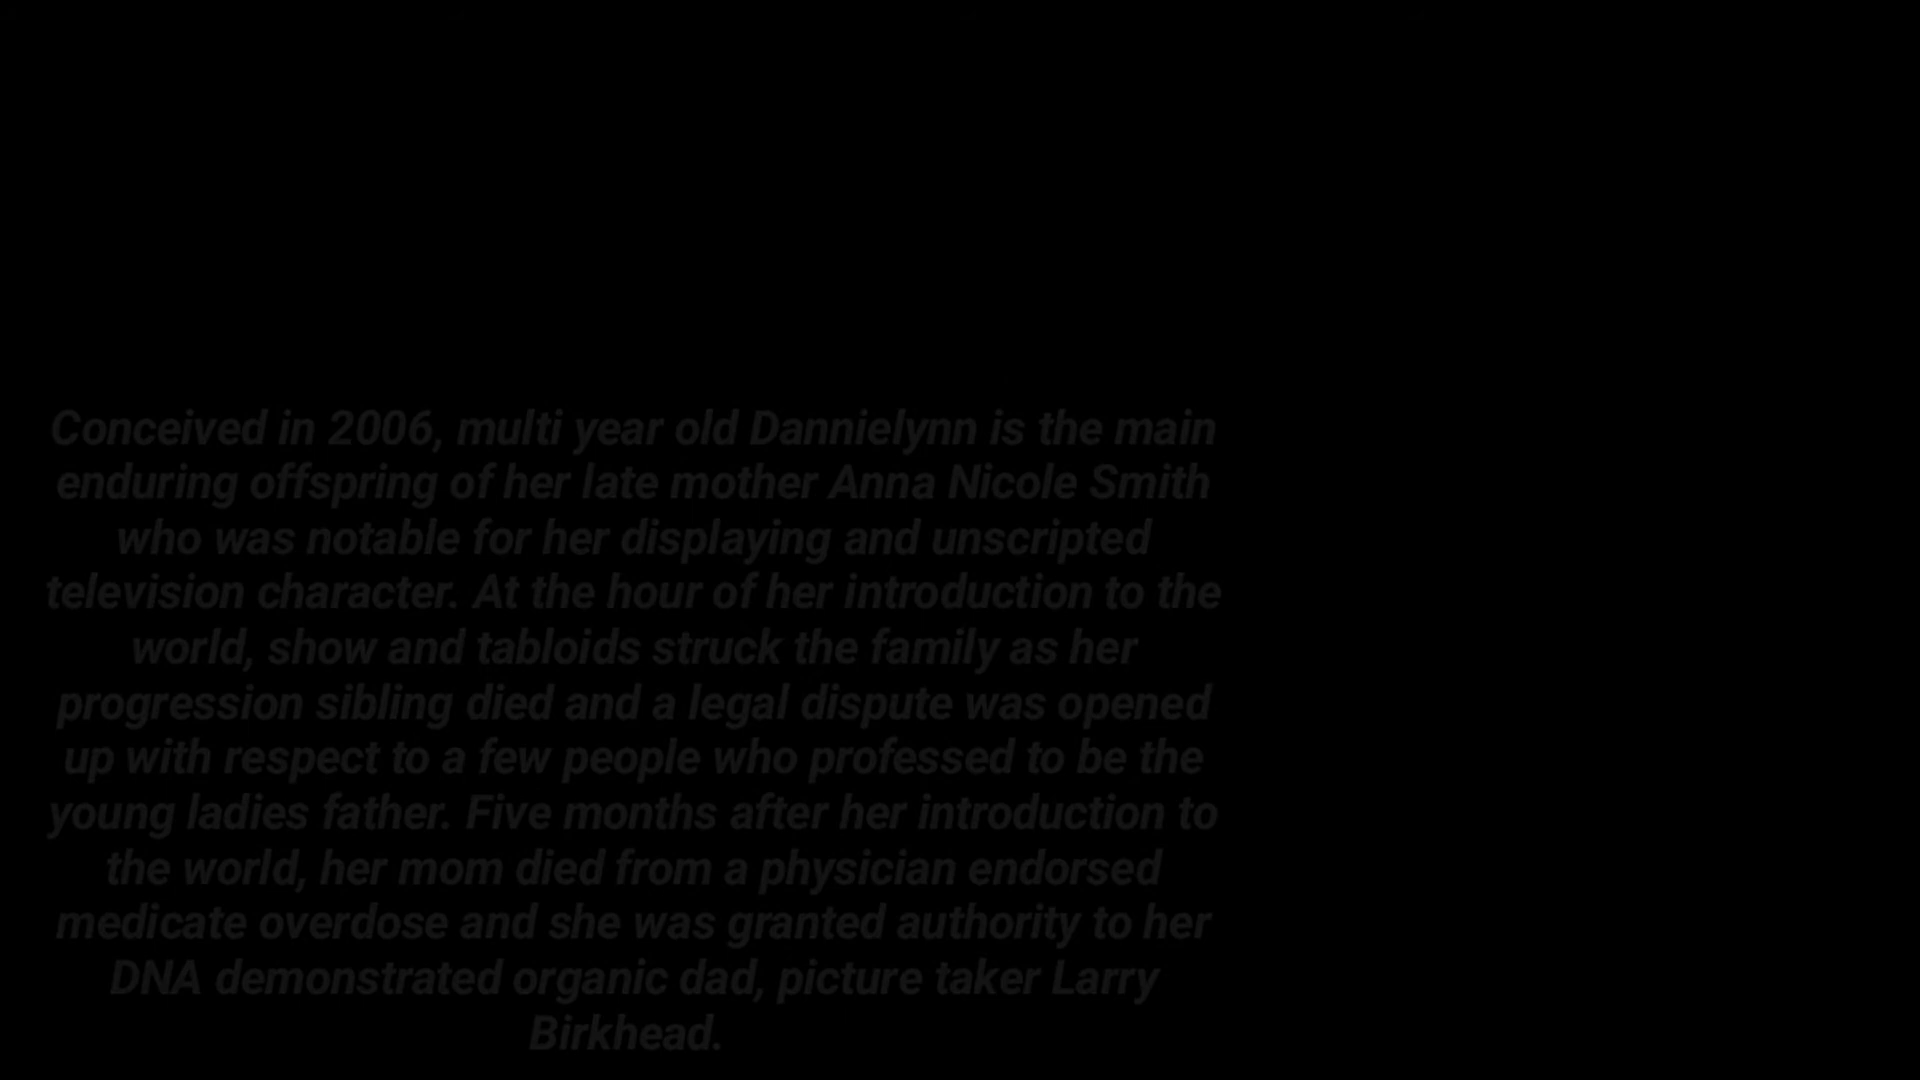 Conceived in 2006, multi year old Dannielynn is the main
enduring offspring of her late mother Anna Nicole Smith
who was notable for her displaying and unscripted
television character. At the hour of her introduction to the
world, show and tabloids struck the family as her
progression sibling died and a legal dispute was opened
up with respect to a few people who professed to be the
young ladies father. Five months after her introduction to
the world, her mom died from a physician endorsed
medicate overdose and she was granted authority to her
DNA demonstrated organic dad, picture taker Larry
Birkhead.